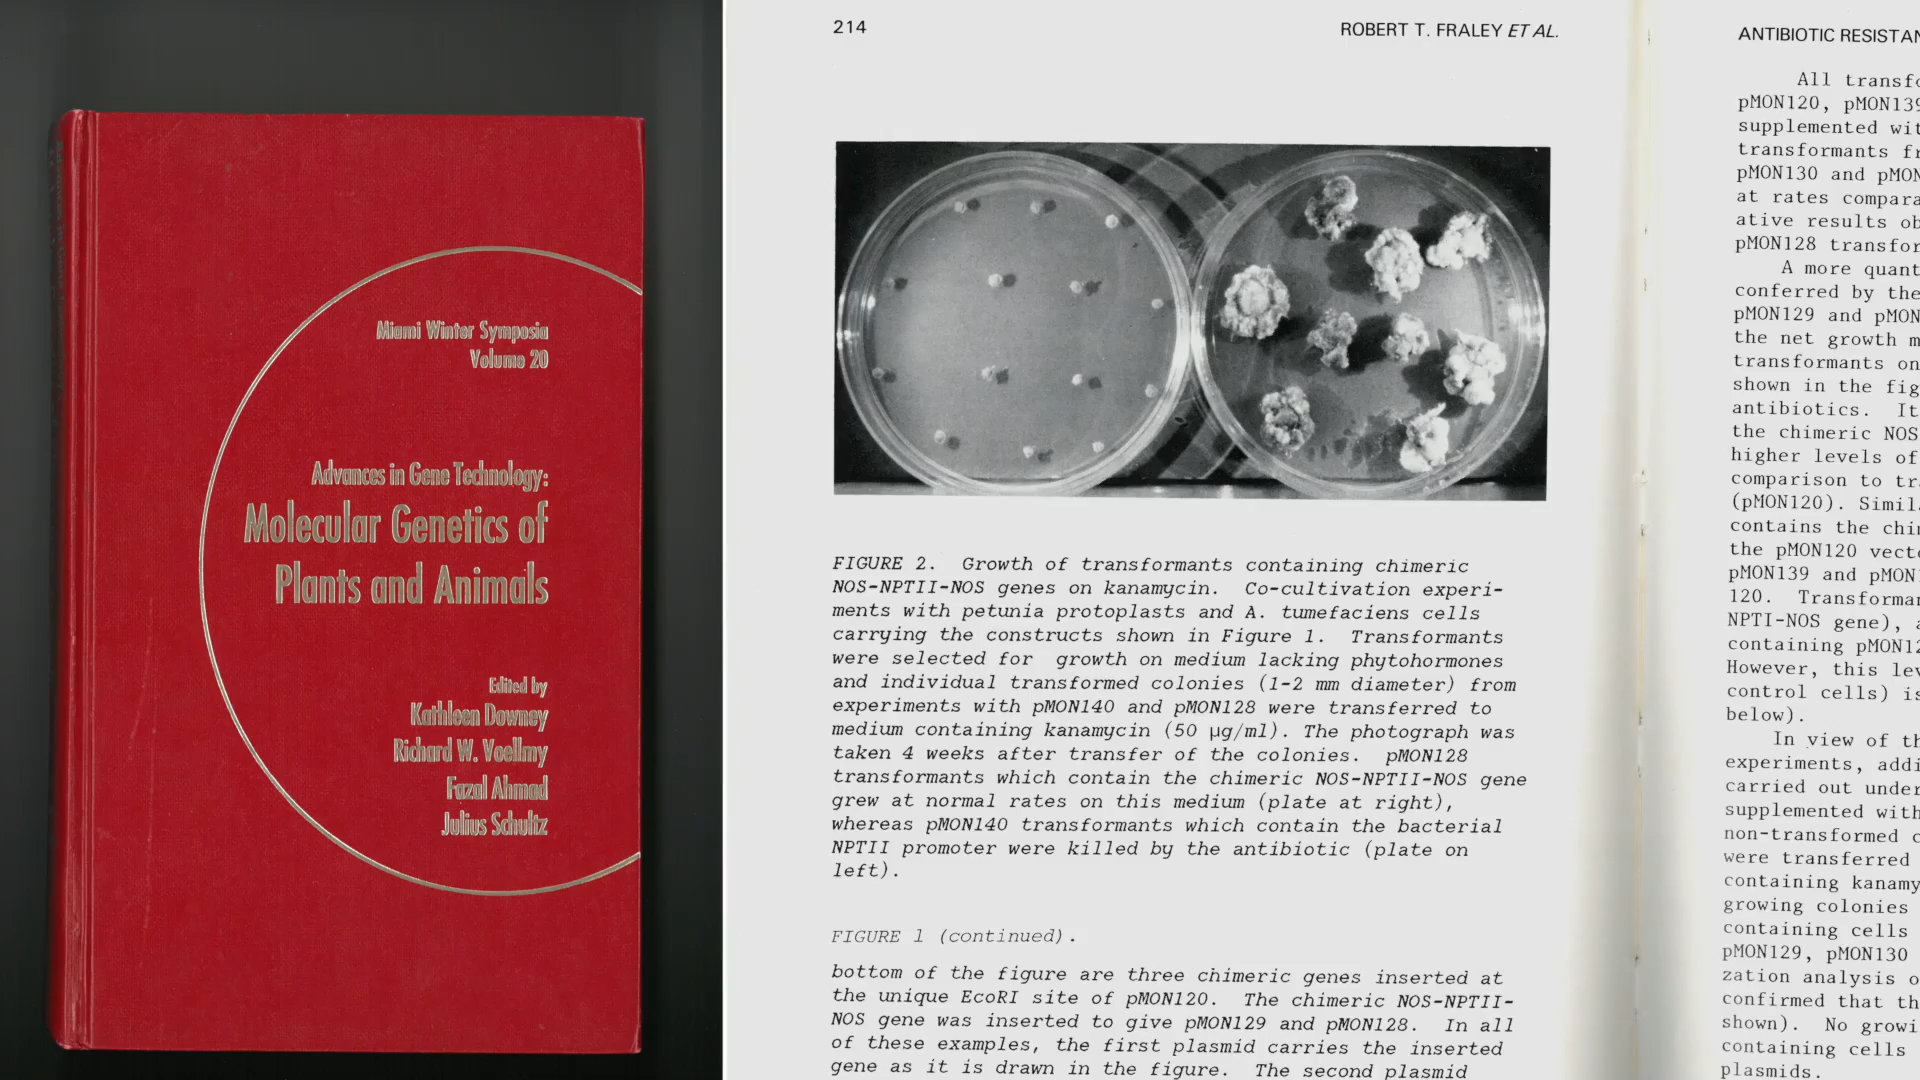 Miami Winter Symposia
Volume 20
Advances in Gene Technology:
Molecular Genetics of
Plants and Animals
Edited by
Kathleen Downey
Richard W. Voellmy
Fazal Ahmad
Julius Schultz
214
ROBERT T. FRALEY ET AL.
FIGURE 2. Growth of transformants containing chimeric
NOS-NPTII-NOS genes on kanamycin. Co-cultivation experi-
ments with petunia protoplasts and A. tumefaciens cells
carrying the constructs shown in Figure 1. Transformants
were selected for growth on medium lacking phytohormones
and individual transformed colonies (1-2 mm diameter) from
experiments with pMON140 and pMON128 were transferred to
medium containing kanamycin (50 µg/ml). The photograph was
taken 4 weeks after transfer of the colonies. pMON128
transformants which contain the chimeric NOS-NPTII-NOS gene
grew at normal rates on this medium (plate at right),
whereas pMON140 transformants which contain the bacterial
NPTII promoter were killed by the antibiotic (plate on
left).
FIGURE 1 (continued).
bottom of the figure are three chimeric genes inserted at
the unique EcoRI site of pMON120. The chimeric NOS-NPTII-
NOS gene was inserted to give pMON129 and pMON128. In all
of these examples, the first plasmid carries the inserted
gene as it is drawn in the figure. The second plasmid
ANTIBIOTIC RESISTAN
All transfo
pMON120, pMON139
supplemented wit
transformants fr
pMON130 and pMON
at rates compara
ative results ob
pMON128 transfor
A more quant
conferred by the
pMON129 and pMON
the net growth m
transformants on
shown in the fig
antibiotics. It
the chimeric NOS
higher levels of
comparison to tr
(pMON120). Simil
contains the chi
the pMON120 vect
pMON139 and pMON
120. Transforman
NPTI-NOS gene), a
containing pMON12
However, this lev
control cells) is
below).
In view of th
experiments, addi
carried out under
supplemented with
non-transformed c
were transferred
containing kanamy
growing colonies
containing cells
pMON129, pMON130
zation analysis o
confirmed that th
shown). No growi
containing cells
plasmids.